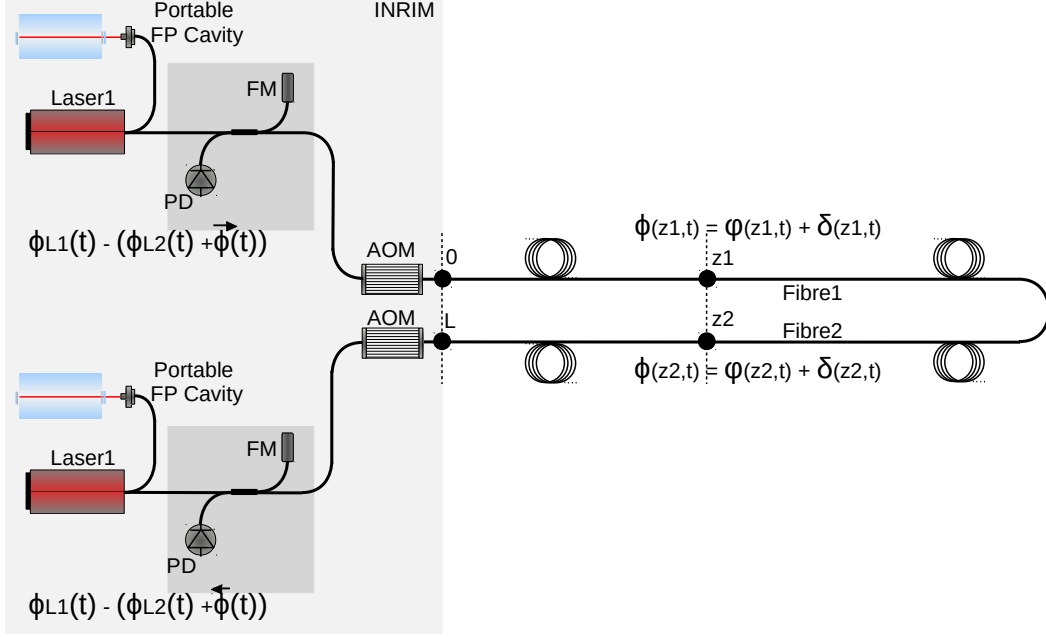 Portable
FP Cavity
INRIM
Laser1
FM
PD
ϕL1(t) - (ϕL2(t) +ϕ(t))
AOM
0
ϕ(z1,t) = φ(z1,t) + δ(z1,t)
z1
Fibre1
AOM
L
z2
Fibre2
ϕ(z2,t) = φ(z2,t) + δ(z2,t)
Portable
FP Cavity
Laser1
FM
PD
ϕL1(t) - (ϕL2(t) +ϕ(t))